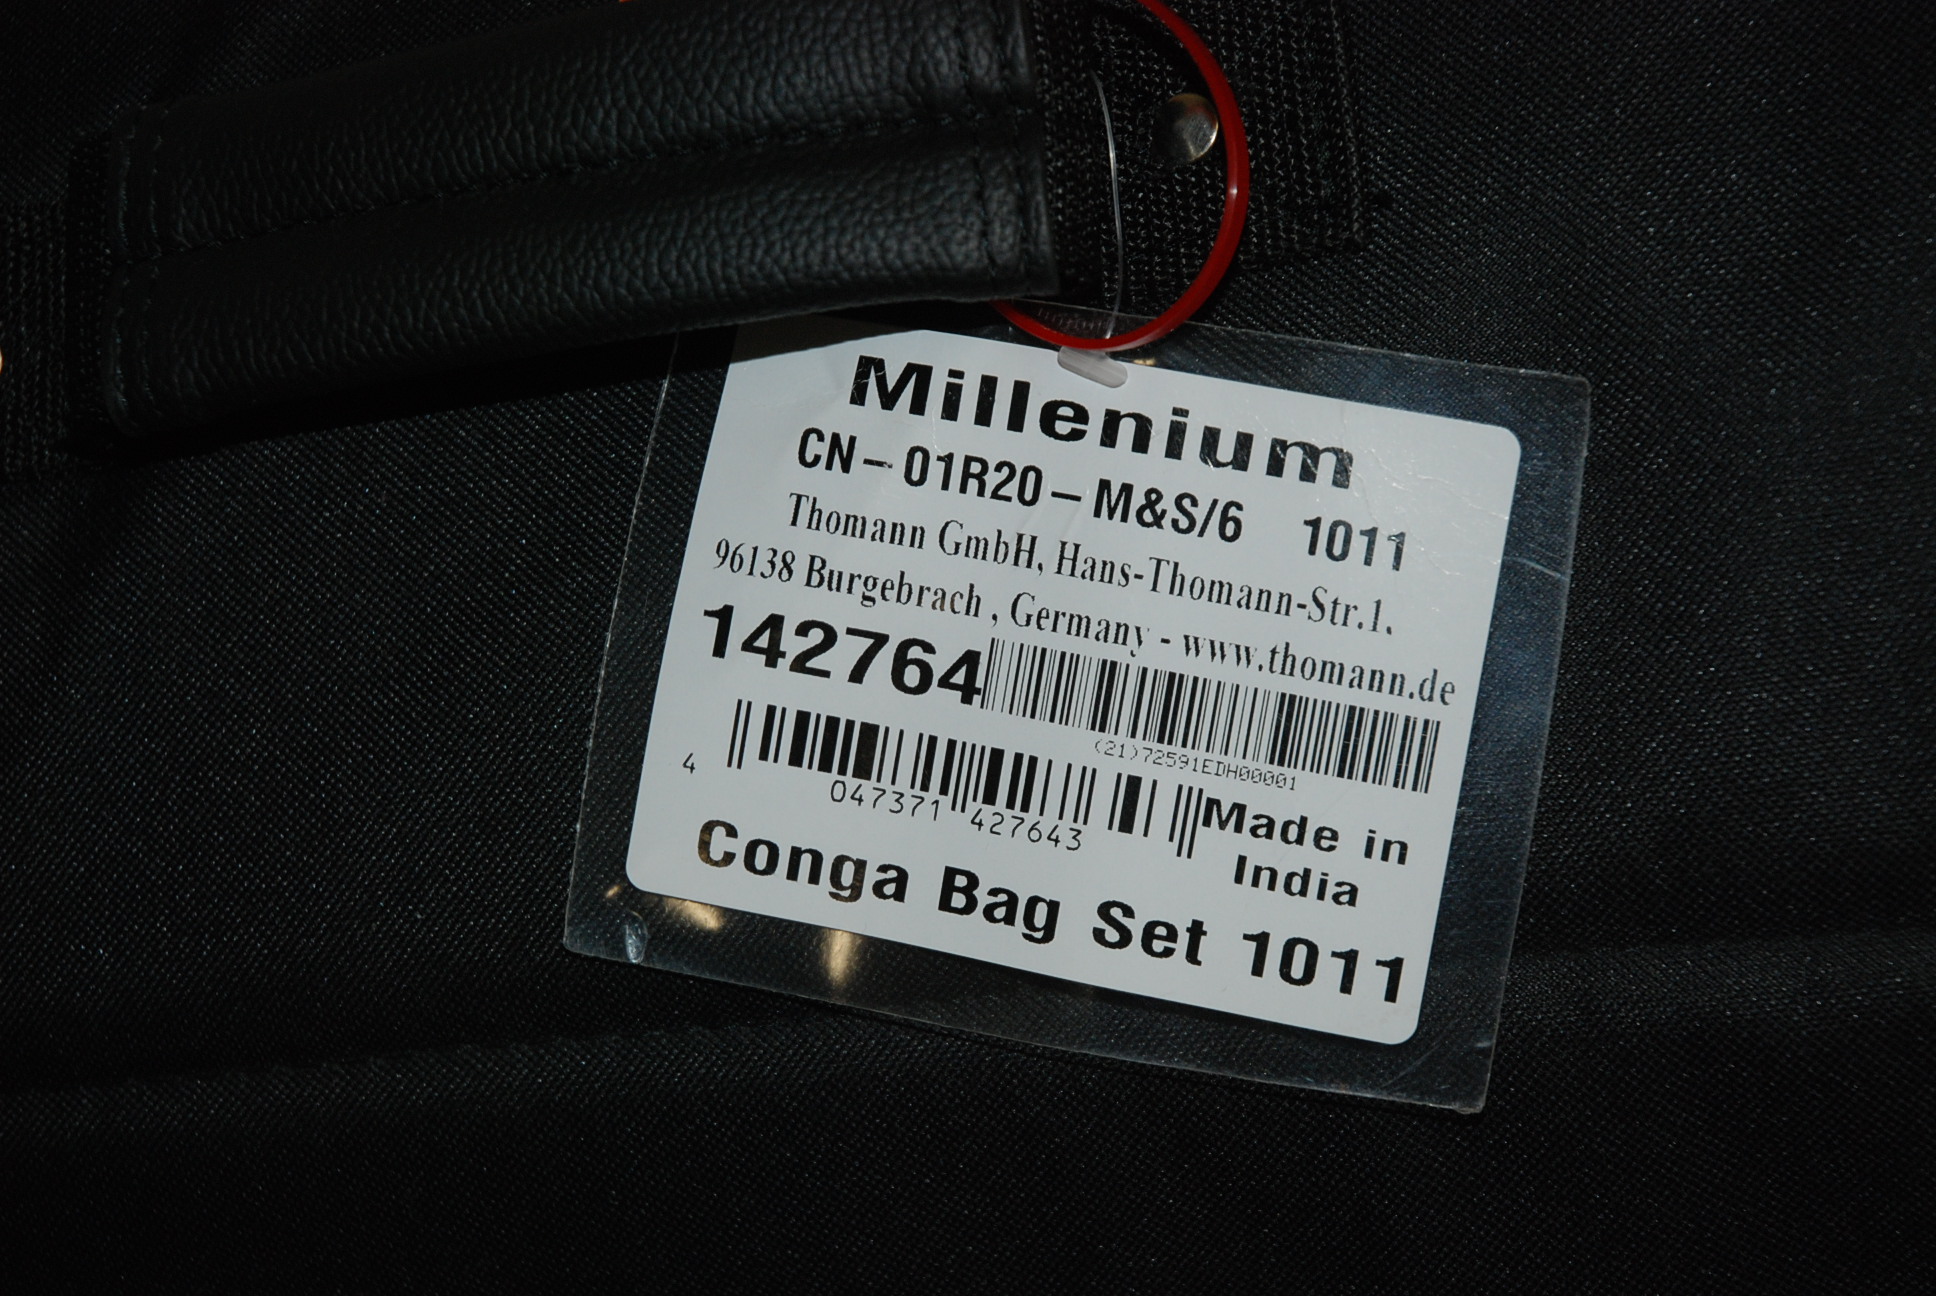 Millenium
CN-01R20-M&S/6 1011
Thomann GmbH, Hans-Thomann-Str.1.
96138 Burgebrach , Germany - www.thomann.de
142764
(21)72591EDH00001
4 047371 427643
Made in
India
Conga Bag Set 1011